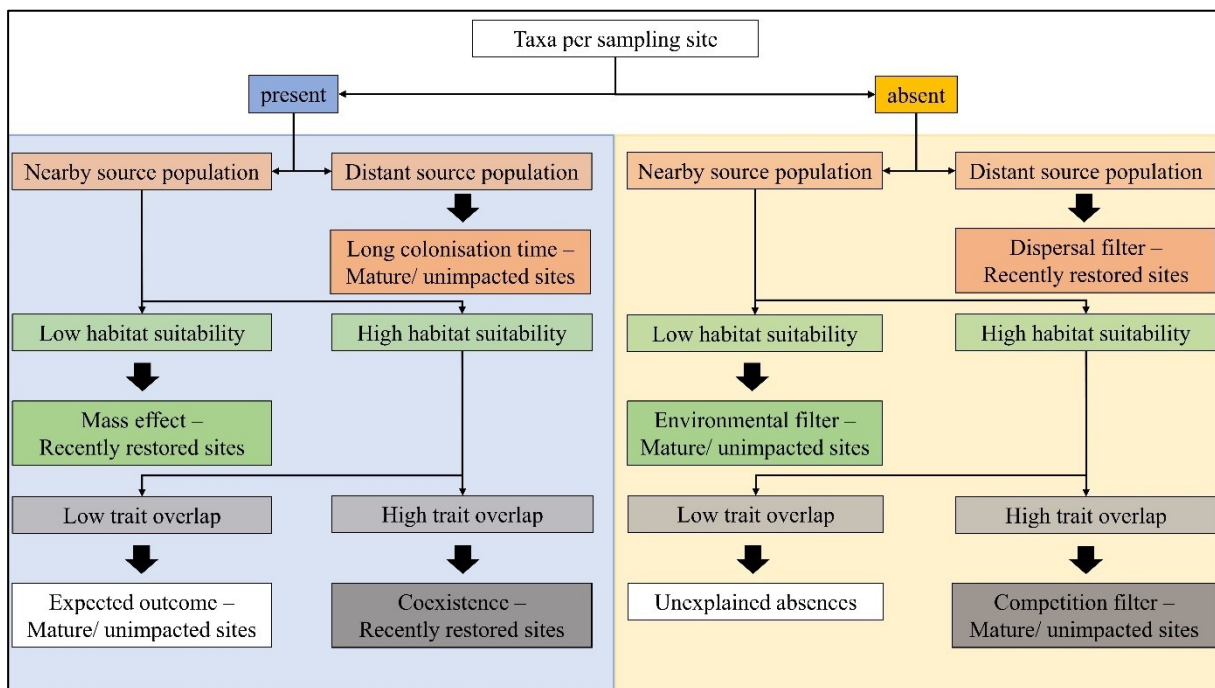 Taxa per sampling site
present
absent
Nearby source population
Distant source population
Nearby source population
Distant source population
Long colonisation time –
Mature/ unimpacted sites
Dispersal filter –
Recently restored sites
Low habitat suitability
High habitat suitability
Low habitat suitability
High habitat suitability
Mass effect –
Recently restored sites
Environmental filter –
Mature/ unimpacted sites
Low trait overlap
High trait overlap
Low trait overlap
High trait overlap
Expected outcome –
Mature/ unimpacted sites
Coexistence –
Recently restored sites
Unexplained absences
Competition filter –
Mature/ unimpacted sites